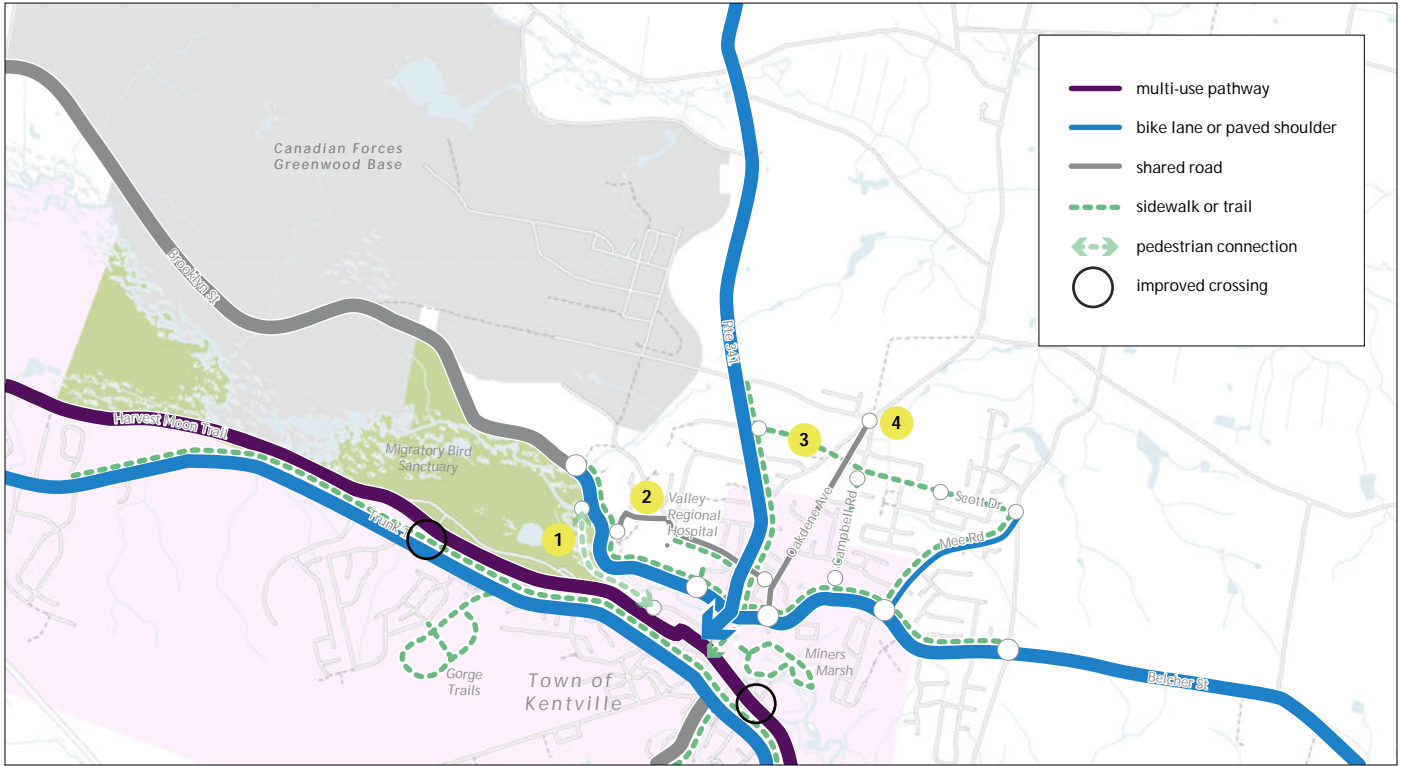 multi-use pathway
bike lane or paved shoulder
shared road
sidewalk or trail
pedestrian connection
improved crossing
Canadian Forces
Greenwood Base
Brooklyn St
Rte 341
Harvest Moon Trail
Migratory Bird
Sanctuary
Trunk
1
2
Valley
Regional
Hospital
3
4
Oakdene Ave
Campbell Rd
Scott Dr
Mee Rd
Gorge
Trails
Town of
Kentville
Miners
Marsh
Belcher St